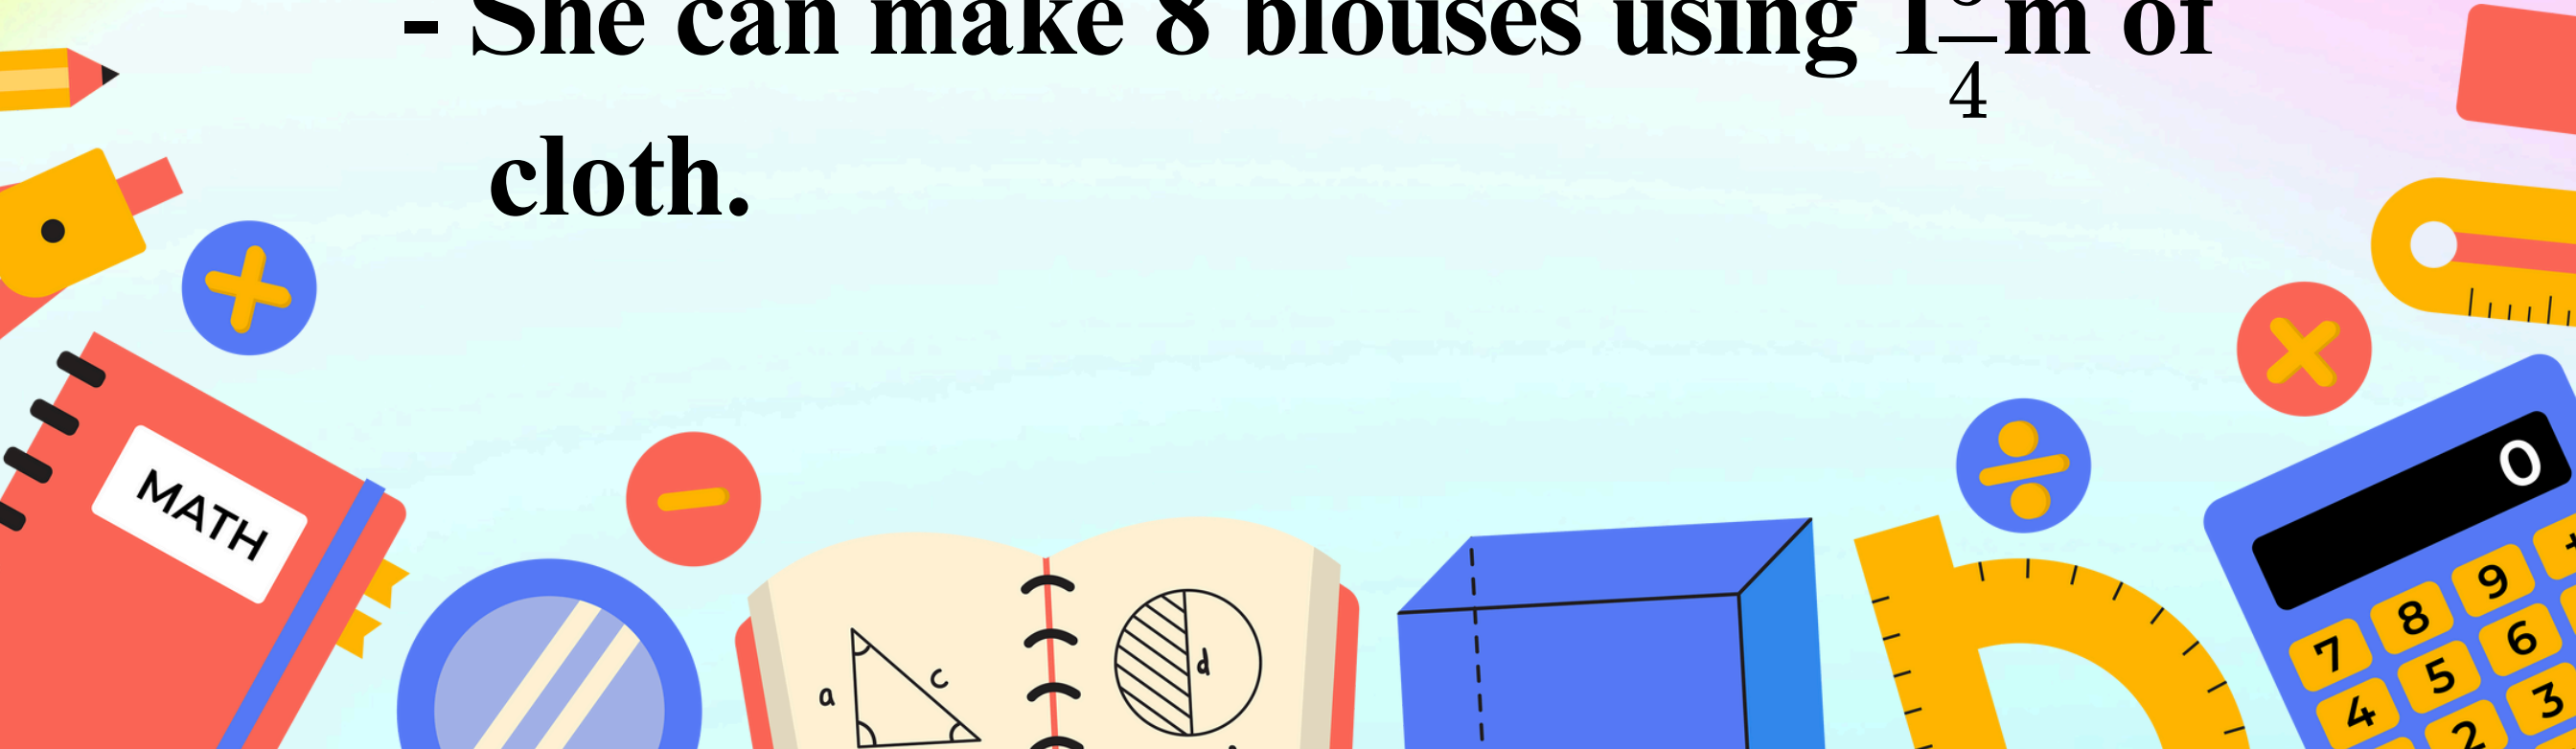 - She can make 8 blouses using 1 /4 m of
cloth.
MATH
a
c
d
0
7 8 9
4 5 6
2 3